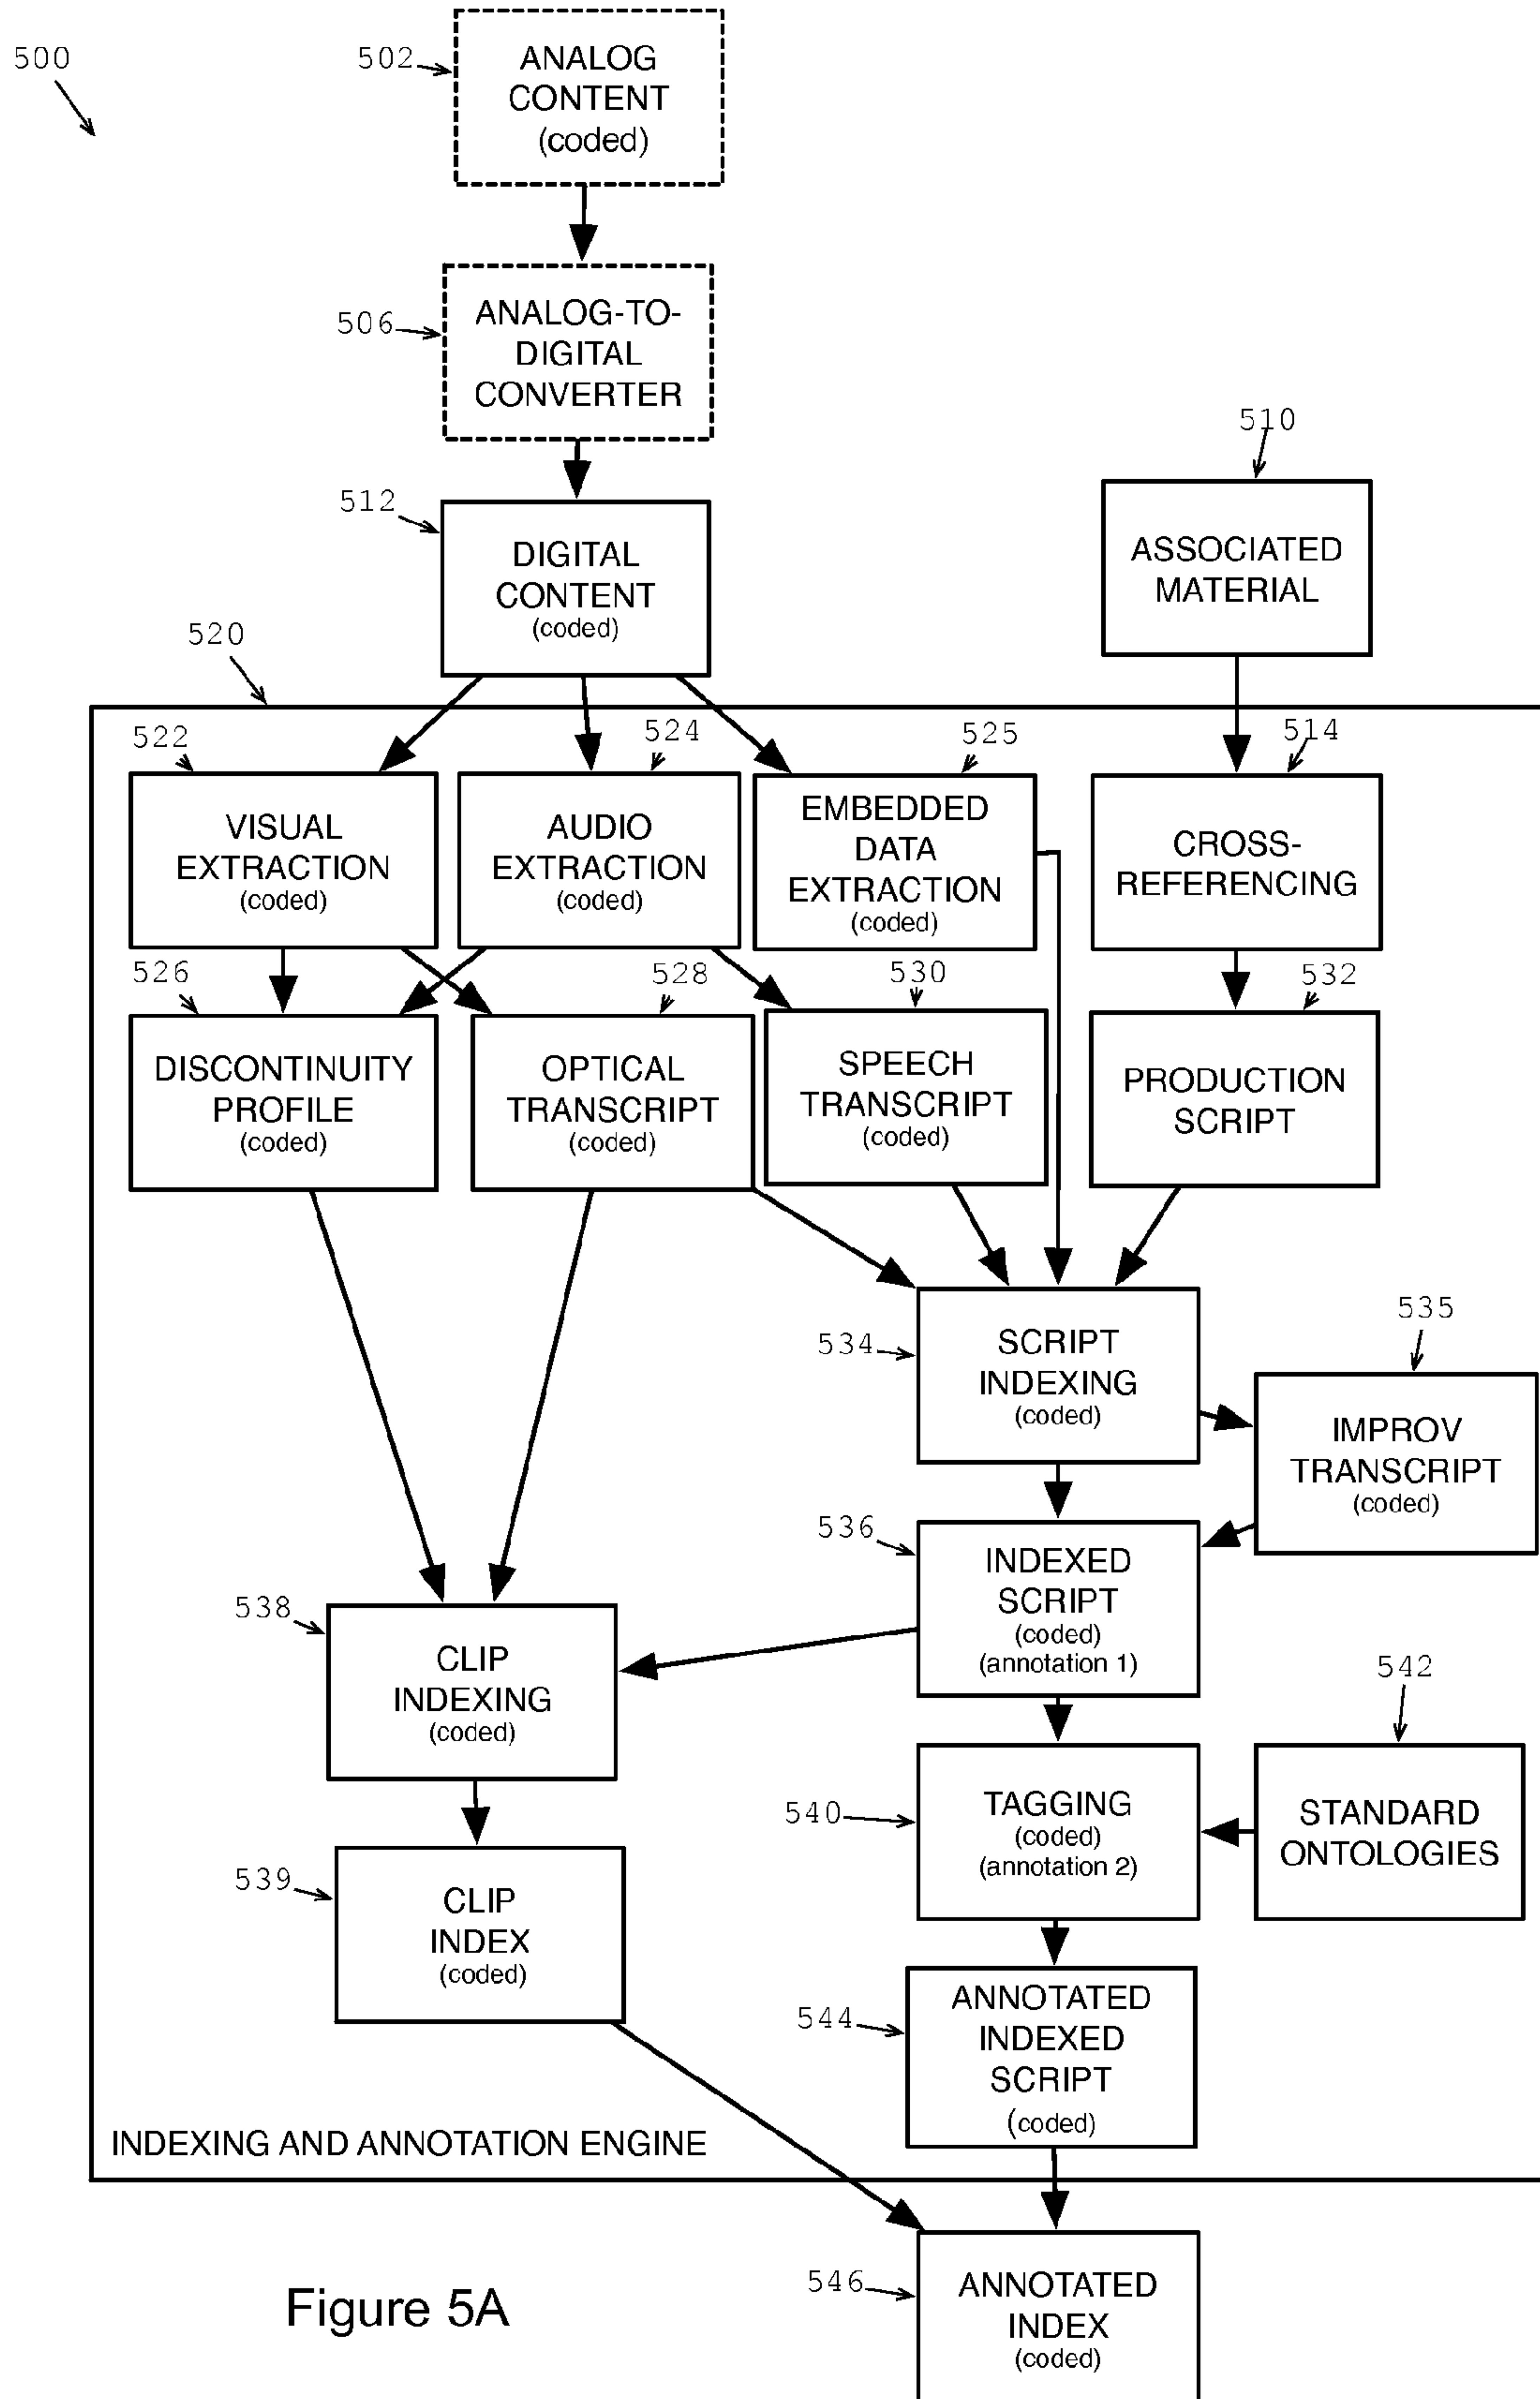 500
502
ANALOG
CONTENT
(coded)
506
ANALOG-TO-
DIGITAL
CONVERTER
510
512
DIGITAL
CONTENT
(coded)
ASSOCIATED
MATERIAL
520
522
524
525
514
VISUAL
EXTRACTION
(coded)
AUDIO
EXTRACTION
(coded)
EMBEDDED
DATA
EXTRACTION
(coded)
CROSS-
REFERENCING
526
528
530
532
DISCONTINUITY
PROFILE
(coded)
OPTICAL
TRANSCRIPT
(coded)
SPEECH
TRANSCRIPT
(coded)
PRODUCTION
SCRIPT
534
SCRIPT
INDEXING
(coded)
535
IMPROV
TRANSCRIPT
(coded)
536
INDEXED
SCRIPT
(coded)
(annotation 1)
538
CLIP
INDEXING
(coded)
542
540
TAGGING
(coded)
(annotation 2)
STANDARD
ONTOLOGIES
539
CLIP
INDEX
(coded)
544
ANNOTATED
INDEXED
SCRIPT
(coded)
INDEXING AND ANNOTATION ENGINE
546
ANNOTATED
INDEX
(coded)
Figure 5A